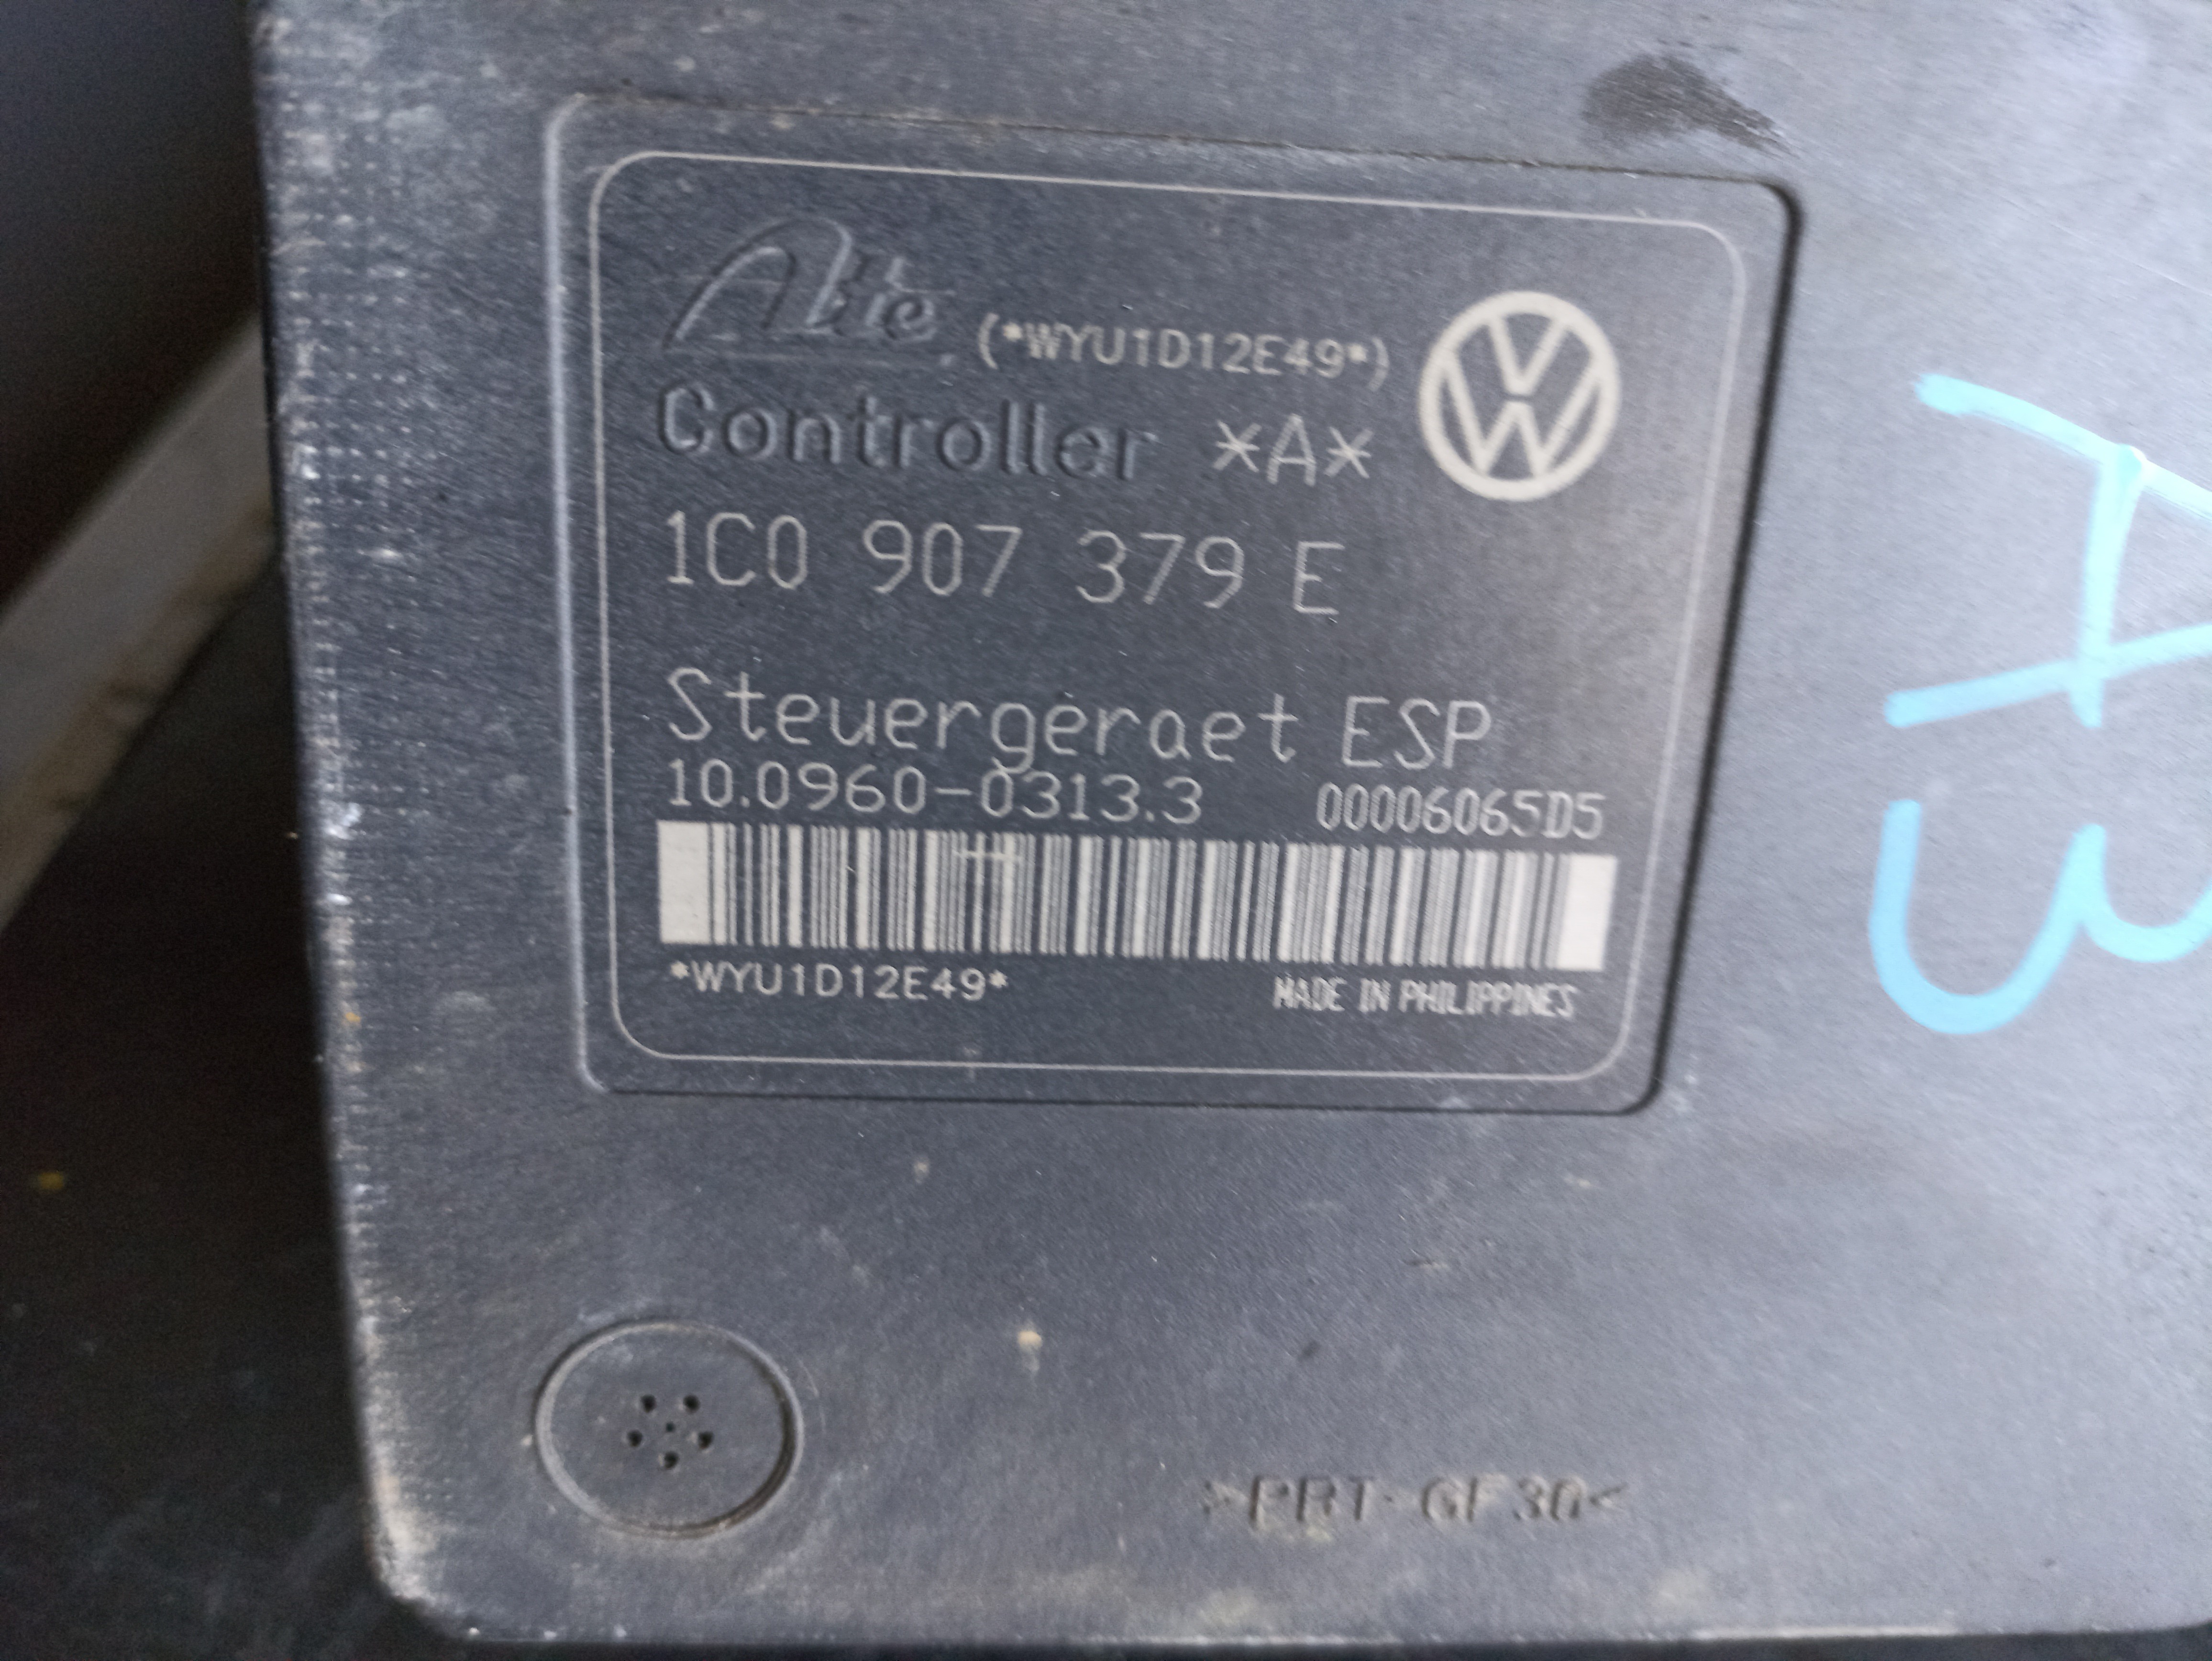 Ate (*WYU1D12E49*)
Controller *A*
1C0 907 379 E
Steuergeraet ESP
10.0960-0313.3 00006065D5
*WYU1D12E49* MADE IN PHILIPPINES
>PBT-GF30<
A3